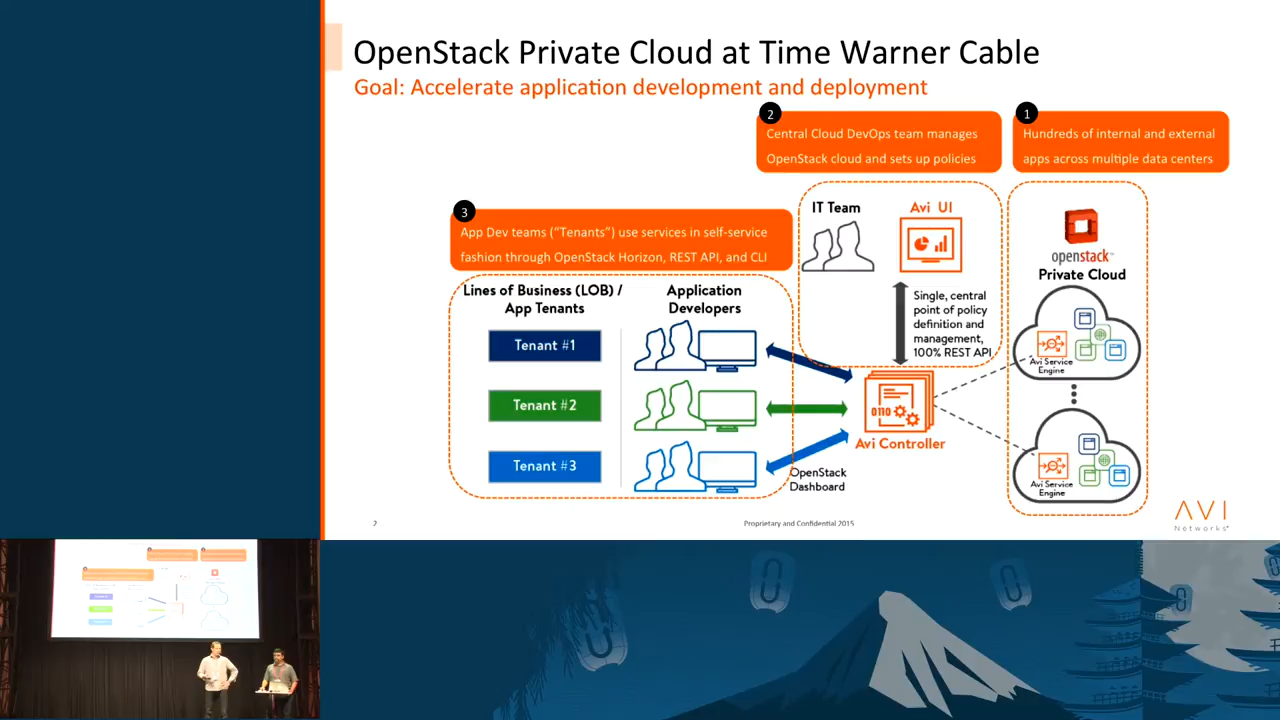 OpenStack Private Cloud at Time Warner Cable
Goal: Accelerate application development and deployment
2
Central Cloud DevOps team manages
OpenStack cloud and sets up policies
1
Hundreds of internal and external
apps across multiple data centers
3
App Dev teams (“Tenants”) use services in self-service
fashion through OpenStack Horizon, REST API, and CLI
IT Team
Avi UI
openstack™
Private Cloud
Lines of Business (LOB) /
App Tenants
Application
Developers
Single, central
point of policy
definition and
management,
100% REST API
Tenant #1
Tenant #2
Tenant #3
0110
Avi Controller
OpenStack
Dashboard
Avi Service
Engine
Avi Service
Engine
2
Proprietary and Confidential 2015
AVI
Networks